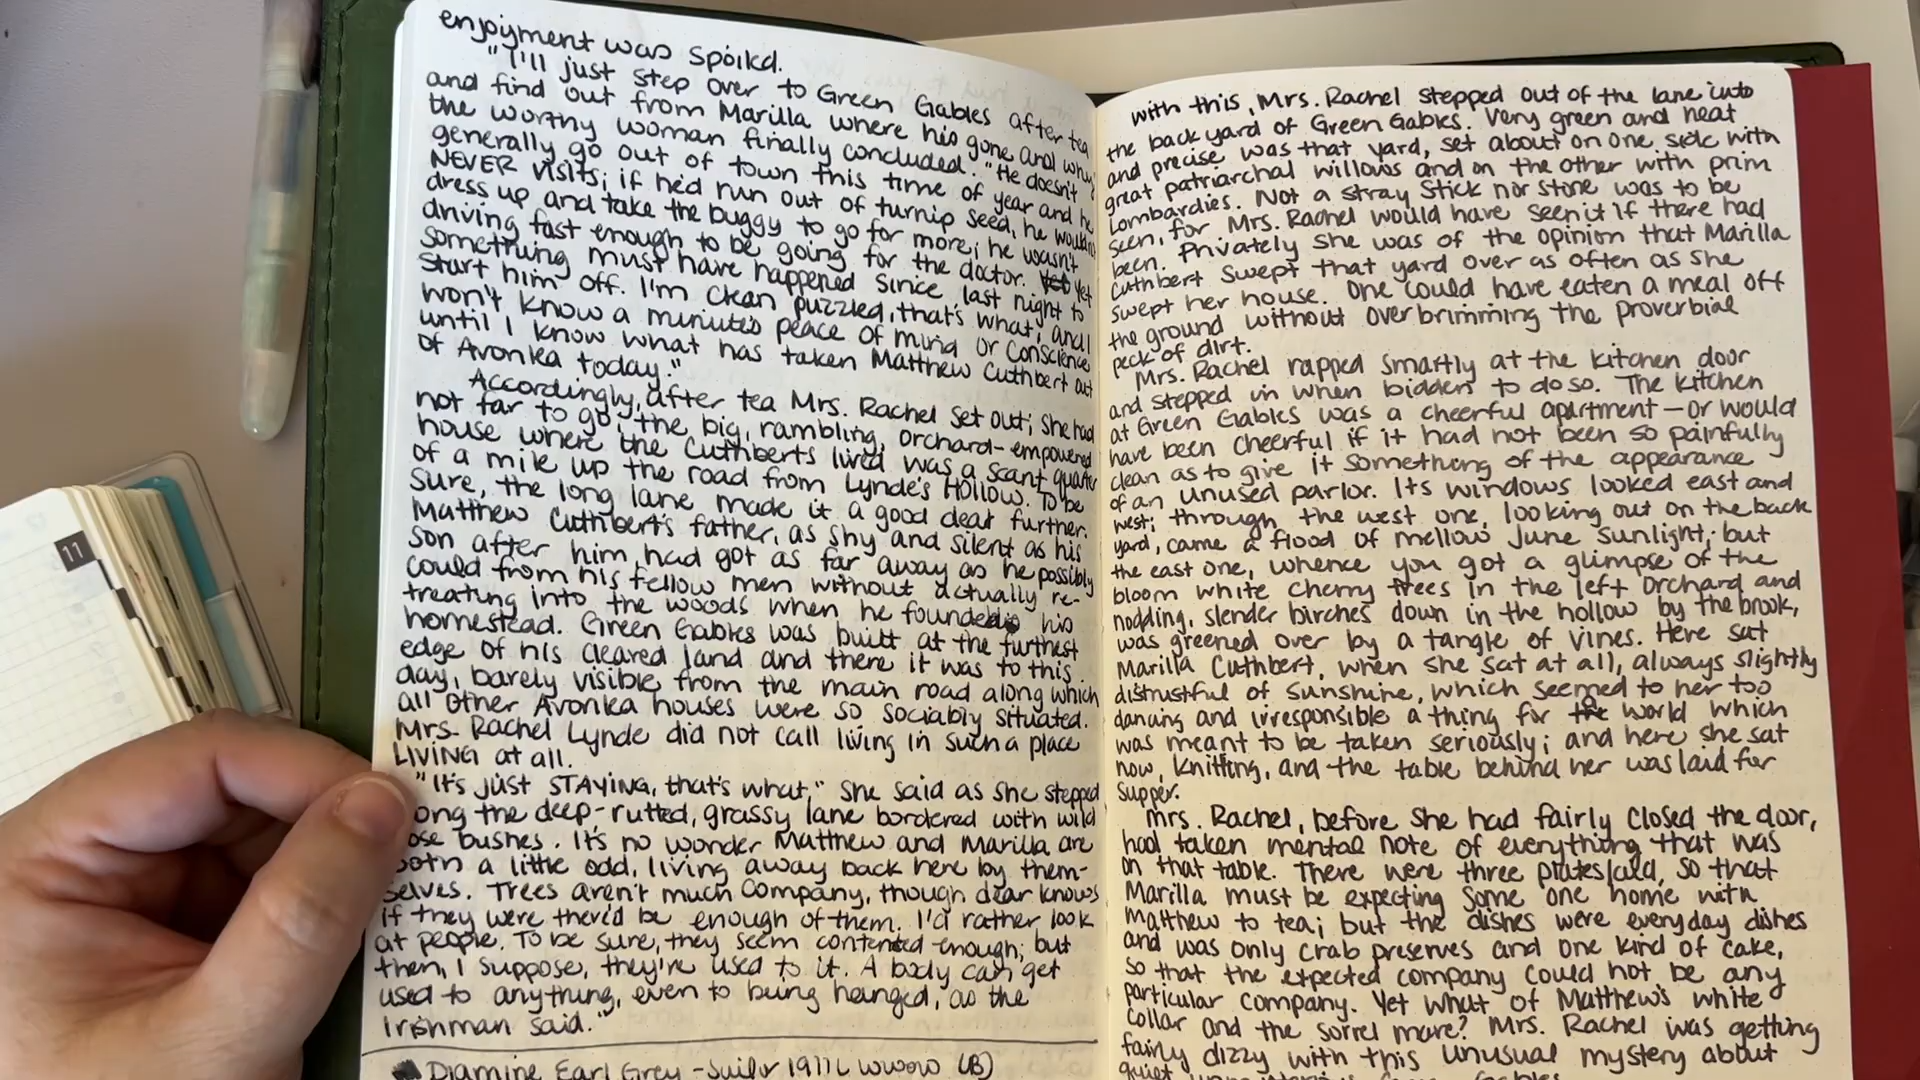 enjoyment was spoiled.
"I'll just step over to Green Gables after tea
and find out from Marilla where his gone and why,
the worthy woman finally concluded. "He doesn't
generally go out of town this time of year and he
NEVER visits; if he'd run out of turnip seed, he wouldn't
dress up and take the buggy to go for more; he wasn't
driving fast enough to be going for the doctor. Yet
something must have happened since last night to
start him off. I'm clean puzzled, that's what, and I
won't know a minute's peace of mind or conscience
until I know what has taken Matthew Cuthbert out
of Avonlea today."
Accordingly, after tea Mrs. Rachel set out; she had
not far to go; the big, rambling, orchard-empowered
house where the Cuthberts lived was a scant quarter
of a mile up the road from Lynde's Hollow. To be
sure, the long lane made it a good deal further.
Matthew Cuthbert's father, as shy and silent as his
son after him, had got as far away as he possibly
could from his fellow men without actually re-
treating into the woods when he founded his
homestead. Green Gables was built at the furthest
edge of his cleared land and there it was to this
day, barely visible from the main road along which
all other Avonlea houses were so sociably situated.
Mrs. Rachel Lynde did not call living in such a place
LIVING at all.
"It's just STAYING, that's what," she said as she stepped
ong the deep-rutted, grassy lane bordered with wild
ose bushes. It's no wonder Matthew and Marilla are
both a little odd, living away back here by them-
selves. Trees aren't much company, though dear knows
if they were there'd be enough of them. I'd rather look
at people. To be sure, they seem contented enough; but
then, I suppose, they're used to it. A body can get
used to anything, even to being hanged, as the
Irishman said."
Diamine Earl Grey - Sailor 1911L wwow (B)
11
with this, Mrs. Rachel stepped out of the lane into
the backyard of Green Gables. Very green and neat
and precise was that yard, set about on one side with
great patriarchal willows and on the other with prim
Lombardies. Not a stray stick nor stone was to be
seen, for Mrs. Rachel would have seen it if there had
been. Privately she was of the opinion that Marilla
Cuthbert swept that yard over as often as she
swept her house. One could have eaten a meal off
the ground without overbrimming the proverbial
peck of dirt.
Mrs. Rachel rapped smartly at the kitchen door
and stepped in when bidden to do so. The kitchen
at Green Gables was a cheerful apartment—or would
have been cheerful if it had not been so painfully
clean as to give it something of the appearance
of an unused parlor. Its windows looked east and
west; through the west one, looking out on the back
yard, came a flood of mellow June sunlight; but
the east one, whence you got a glimpse of the
bloom white cherry trees in the left orchard and
nodding, slender birches down in the hollow by the brook,
was greened over by a tangle of vines. Here sat
Marilla Cuthbert, when she sat at all, always slightly
distrustful of sunshine, which seemed to her too
dancing and irresponsible a thing for a world which
was meant to be taken seriously; and here she sat
now, knitting, and the table behind her was laid for
supper.
Mrs. Rachel, before she had fairly closed the door,
had taken mental note of everything that was
on that table. There were three plates laid, so that
Marilla must be expecting some one home with
Matthew to tea; but the dishes were everyday dishes
and was only crab preserves and one kind of cake,
so that the expected company could not be any
particular company. Yet what of Matthew's white
collar and the sorrel mare? Mrs. Rachel was getting
fairly dizzy with this unusual mystery about
quiet